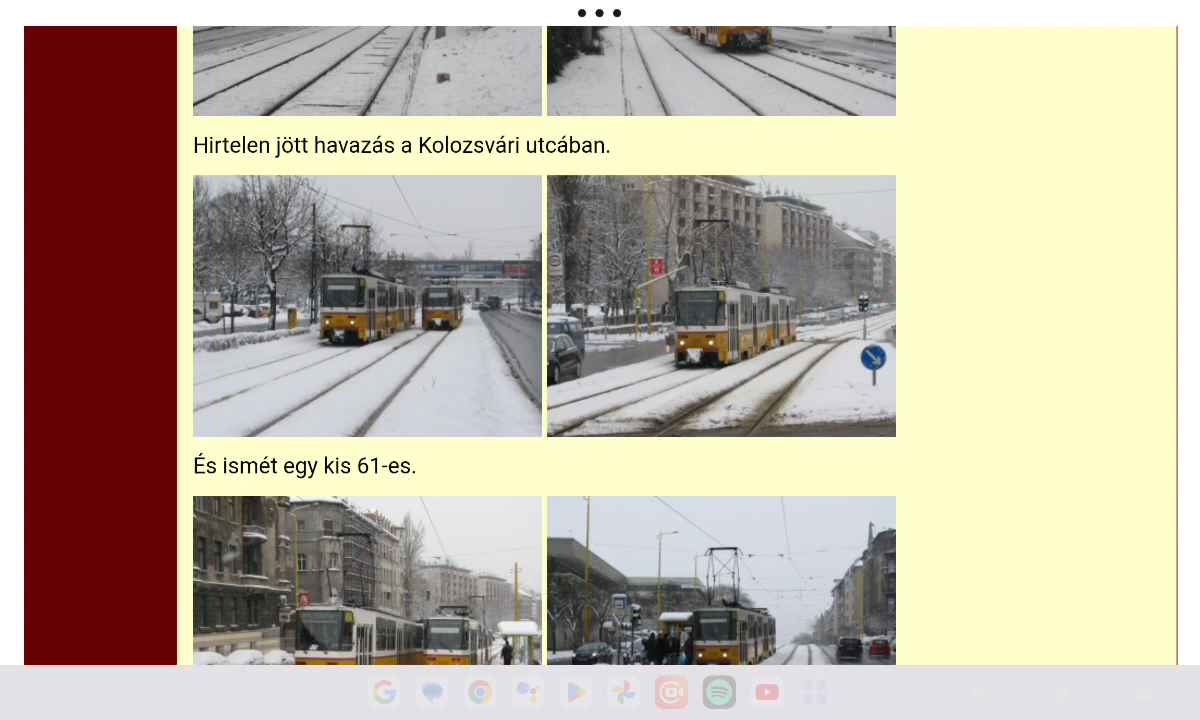 Hirtelen jött havazás a Kolozsvári utcában.
És ismét egy kis 61-es.